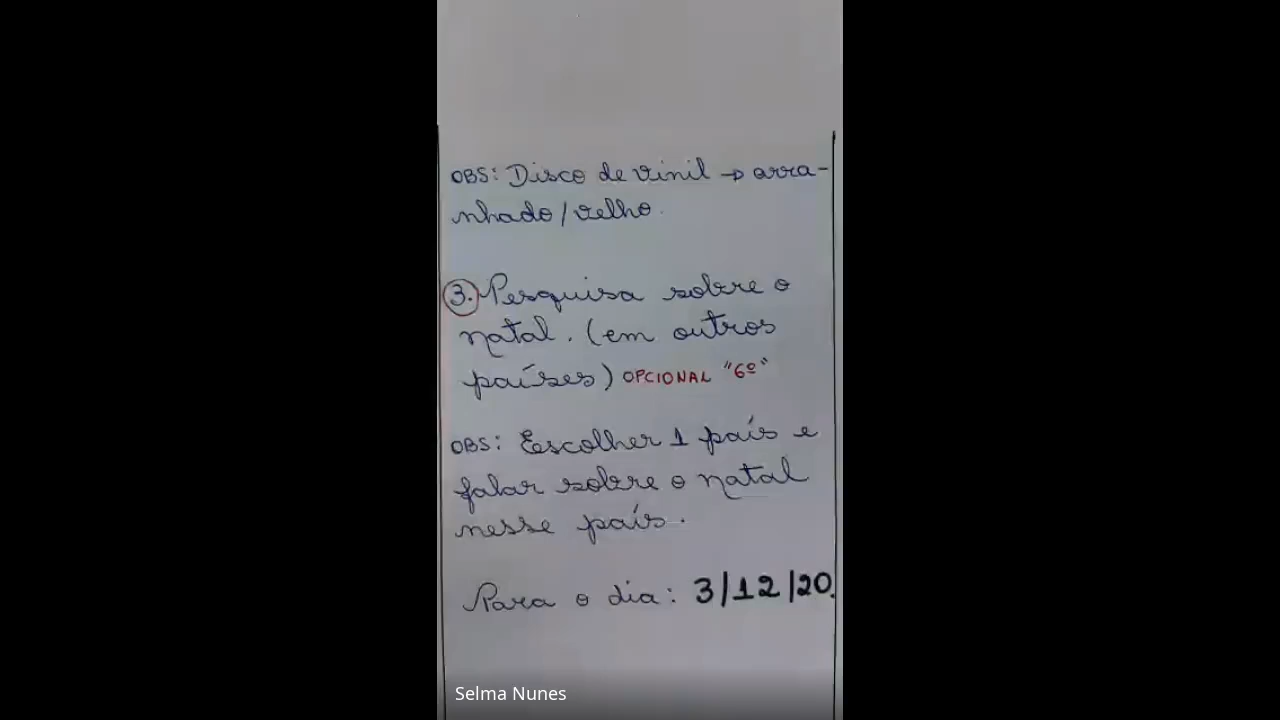 OBS: Disco de vinil → arra-
nhado/velho.
3. Pesquisa sobre o
natal. (em outros
países) OPCIONAL "6º"
OBS: Escolher 1 país e
falar sobre o natal
nesse país.
Para o dia: 3/12/20.
Selma Nunes